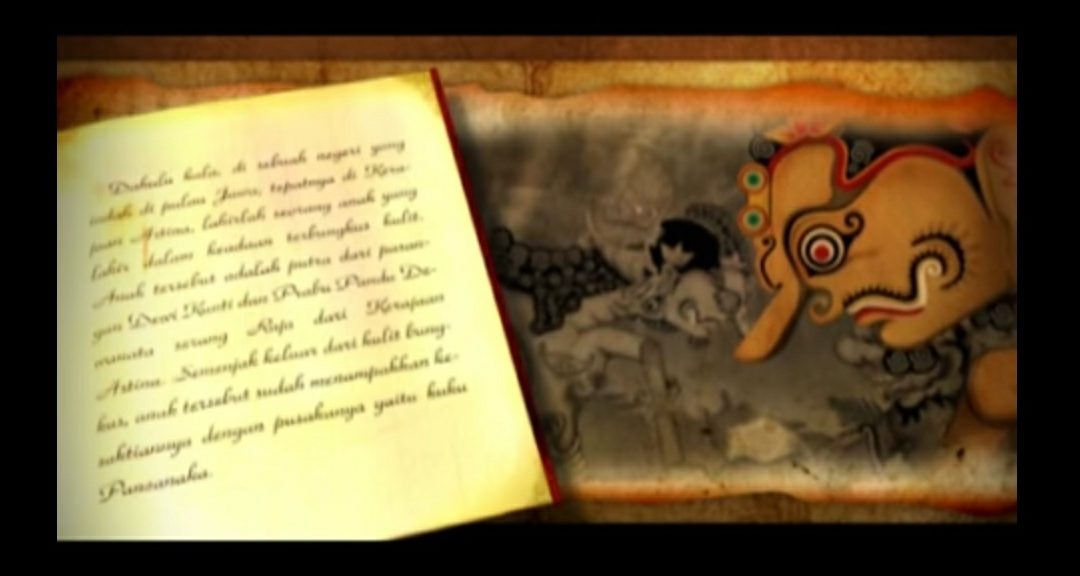 Dahulu kala, di sebuah negeri yang
indah di pulau Jawa, tepatnya di Kera-
jaan Astina, lahirlah seorang anak yang
lahir dalam keadaan terbungkus kulit.
Anak tersebut adalah putra dari pasan-
gan Dewi Kunti dan Prabu Pandu De-
wanata seorang Raja dari Kerajaan
Astina. Semenjak keluar dari kulit bung-
kus, anak tersebut sudah menampakkan ke-
saktiannya dengan pusakanya yaitu kuku
Pancanaka.